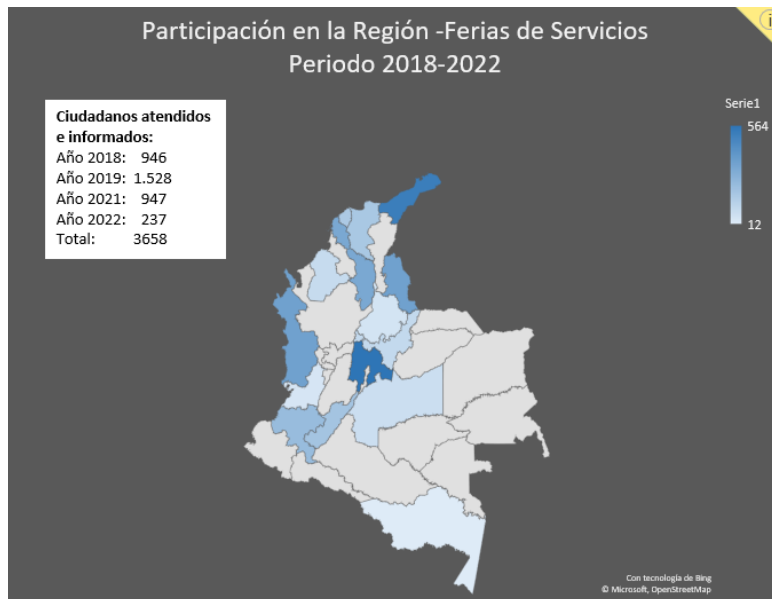 Participación en la Región -Ferias de Servicios
Periodo 2018-2022
i
Ciudadanos atendidos
e informados:
Año 2018: 946
Año 2019: 1.528
Año 2021: 947
Año 2022: 237
Total: 3658
Serie1
564
12
Con tecnología de Bing
© Microsoft, OpenStreetMap